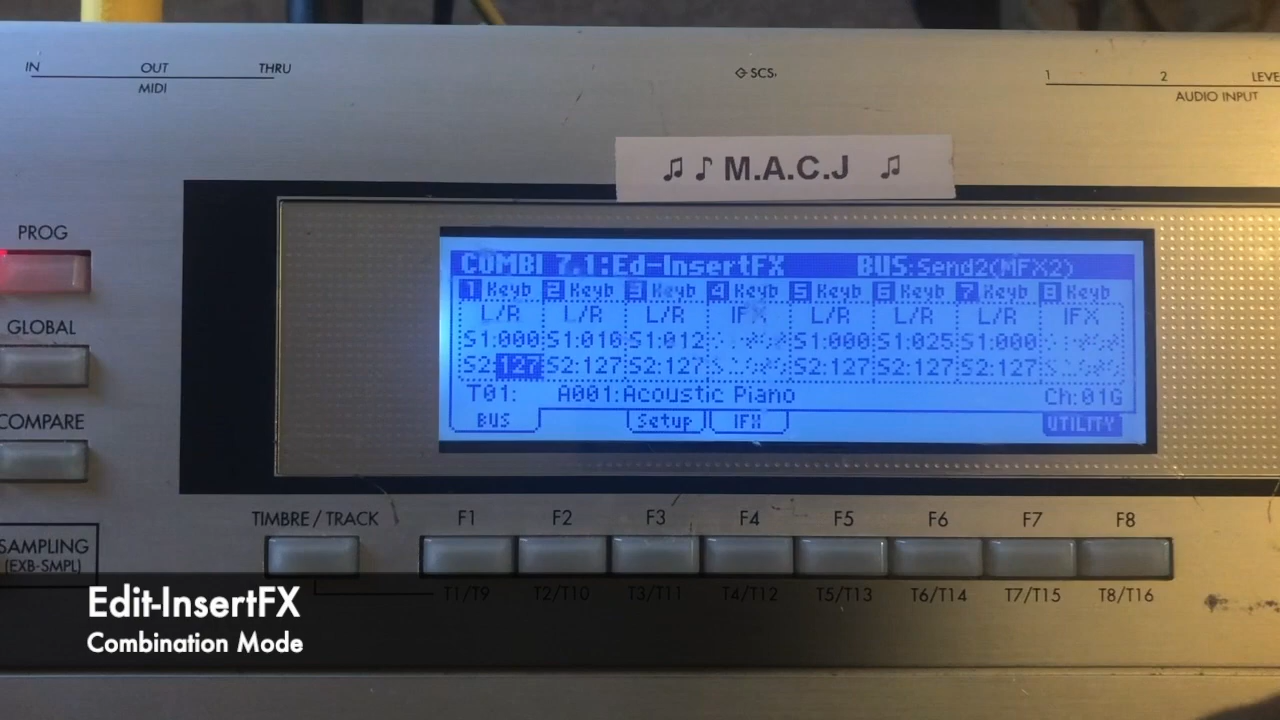 IN OUT THRU
MIDI
SCSI
1 2 LEVE
AUDIO INPUT
♫ ♪ M.A.C.J ♫
PROG
GLOBAL
COMPARE
SAMPLING
(EXB-SMPL)
COMBI 7.1:Ed-InsertFX BUS:Send2(MFX2)
1 Keyb 2 Keyb 3 Keyb 4 Keyb 5 Keyb 6 Keyb 7 Keyb 8 Keyb
L/R L/R L/R IFX L/R L/R L/R IFX
S1:000 S1:010 S1:012 S1:000 S1:025 S1:000
S2:127 S2:127 S2:127 S2:127 S2:127 S2:127
T01: A001:Acoustic Piano Ch:01G
BUS Setup IFX UTILITY
TIMBRE / TRACK F1 F2 F3 F4 F5 F6 F7 F8
T1/T9 T2/T10 T3/T11 T4/T12 T5/T13 T6/T14 T7/T15 T8/T16
Edit-InsertFX
Combination Mode